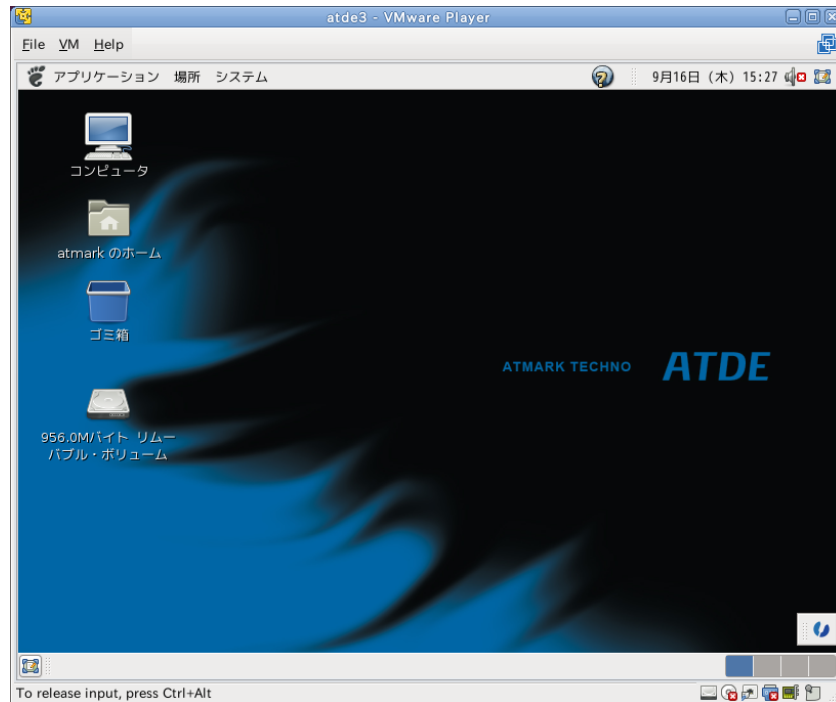 atde3 - VMware Player
File VM Help
アプリケーション 場所 システム 9月16日 (木) 15:27
コンピュータ
atmark のホーム
ゴミ箱
ATMARK TECHNO ATDE
956.0Mバイト リムー
バブル・ボリューム
To release input, press Ctrl+Alt